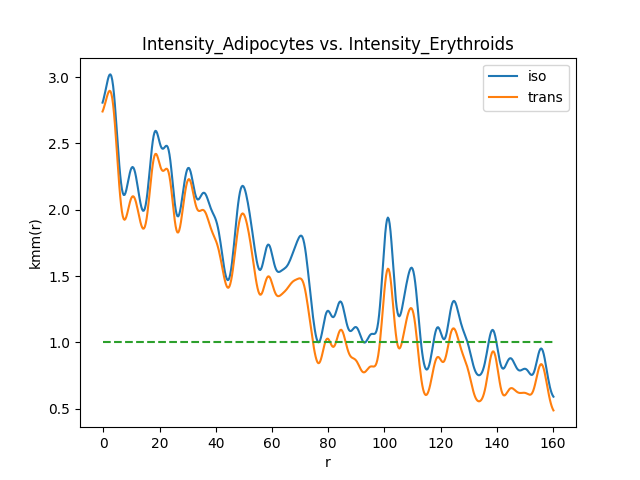 Intensity_Adipocytes vs. Intensity_Erythroids
iso
trans
kmm(r)
3.0
2.5
2.0
1.5
1.0
0.5
0 20 40 60 80 100 120 140 160
r